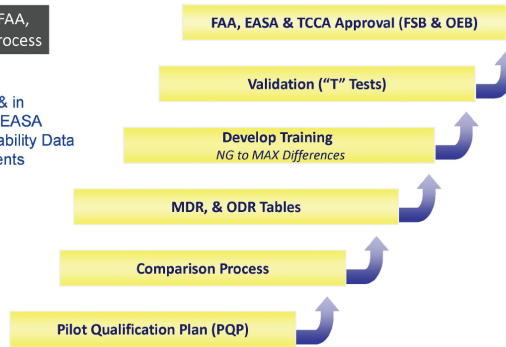 FAA,
rocess
& in
EASA
ability Data
ents
FAA, EASA & TCCA Approval (FSB & OEB)
Validation (“T” Tests)
Develop Training
NG to MAX Differences
MDR, & ODR Tables
Comparison Process
Pilot Qualification Plan (PQP)